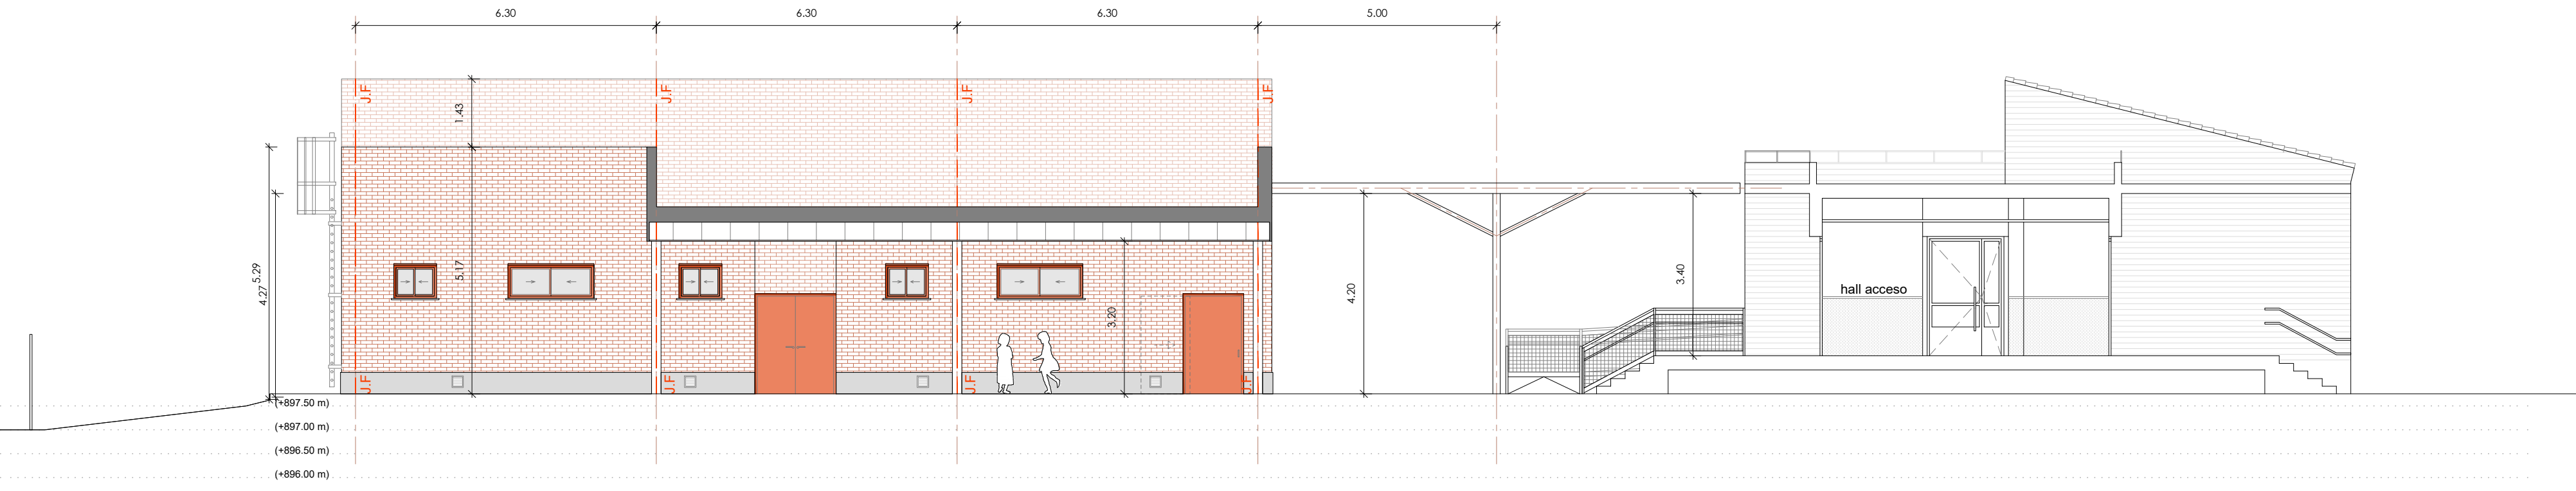 6.30
6.30
6.30
5.00
J.F
J.F
J.F
J.F
1.43
5.29
4.27
5.17
3.20
4.20
3.40
hall acceso
J.F
J.F
J.F
J.F
(+897.50 m)
(+897.00 m)
(+896.50 m)
(+896.00 m)